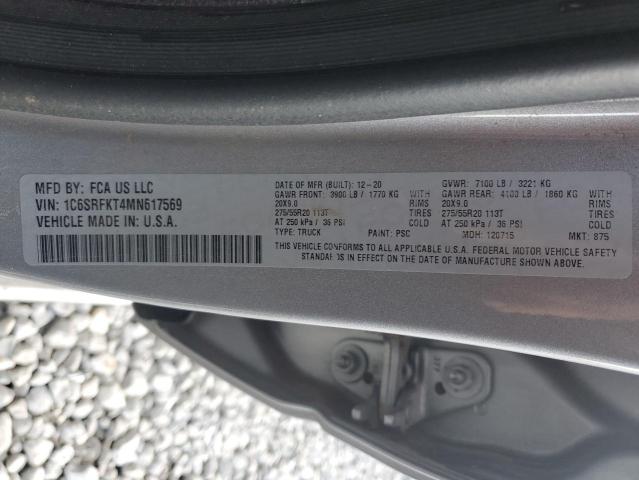 MFD BY: FCA US LLC
VIN: 1C6SRFKT4MN617569
VEHICLE MADE IN U.S.A.
DATE OF MFR (BUILT): 12-20
GAWR FRONT: 3900 LB / 1770 KG
20X9.0 RIMS
275/55R20 113T TIRES
AT 250 kPa / 36 PSI COLD
TYPE: TRUCK PAINT: PSC
GVWR: 7100 LB / 3221 KG
GAWR REAR: 4100 LB / 1860 KG
20X9.0 RIMS
275/55R20 113T TIRES
AT 250 kPa / 36 PSI COLD
MDH: 120715 MKT: 875
THIS VEHICLE CONFORMS TO ALL APPLICABLE U.S.A. FEDERAL MOTOR VEHICLE SAFETY
STANDARDS IN EFFECT ON THE DATE OF MANUFACTURE SHOWN ABOVE.